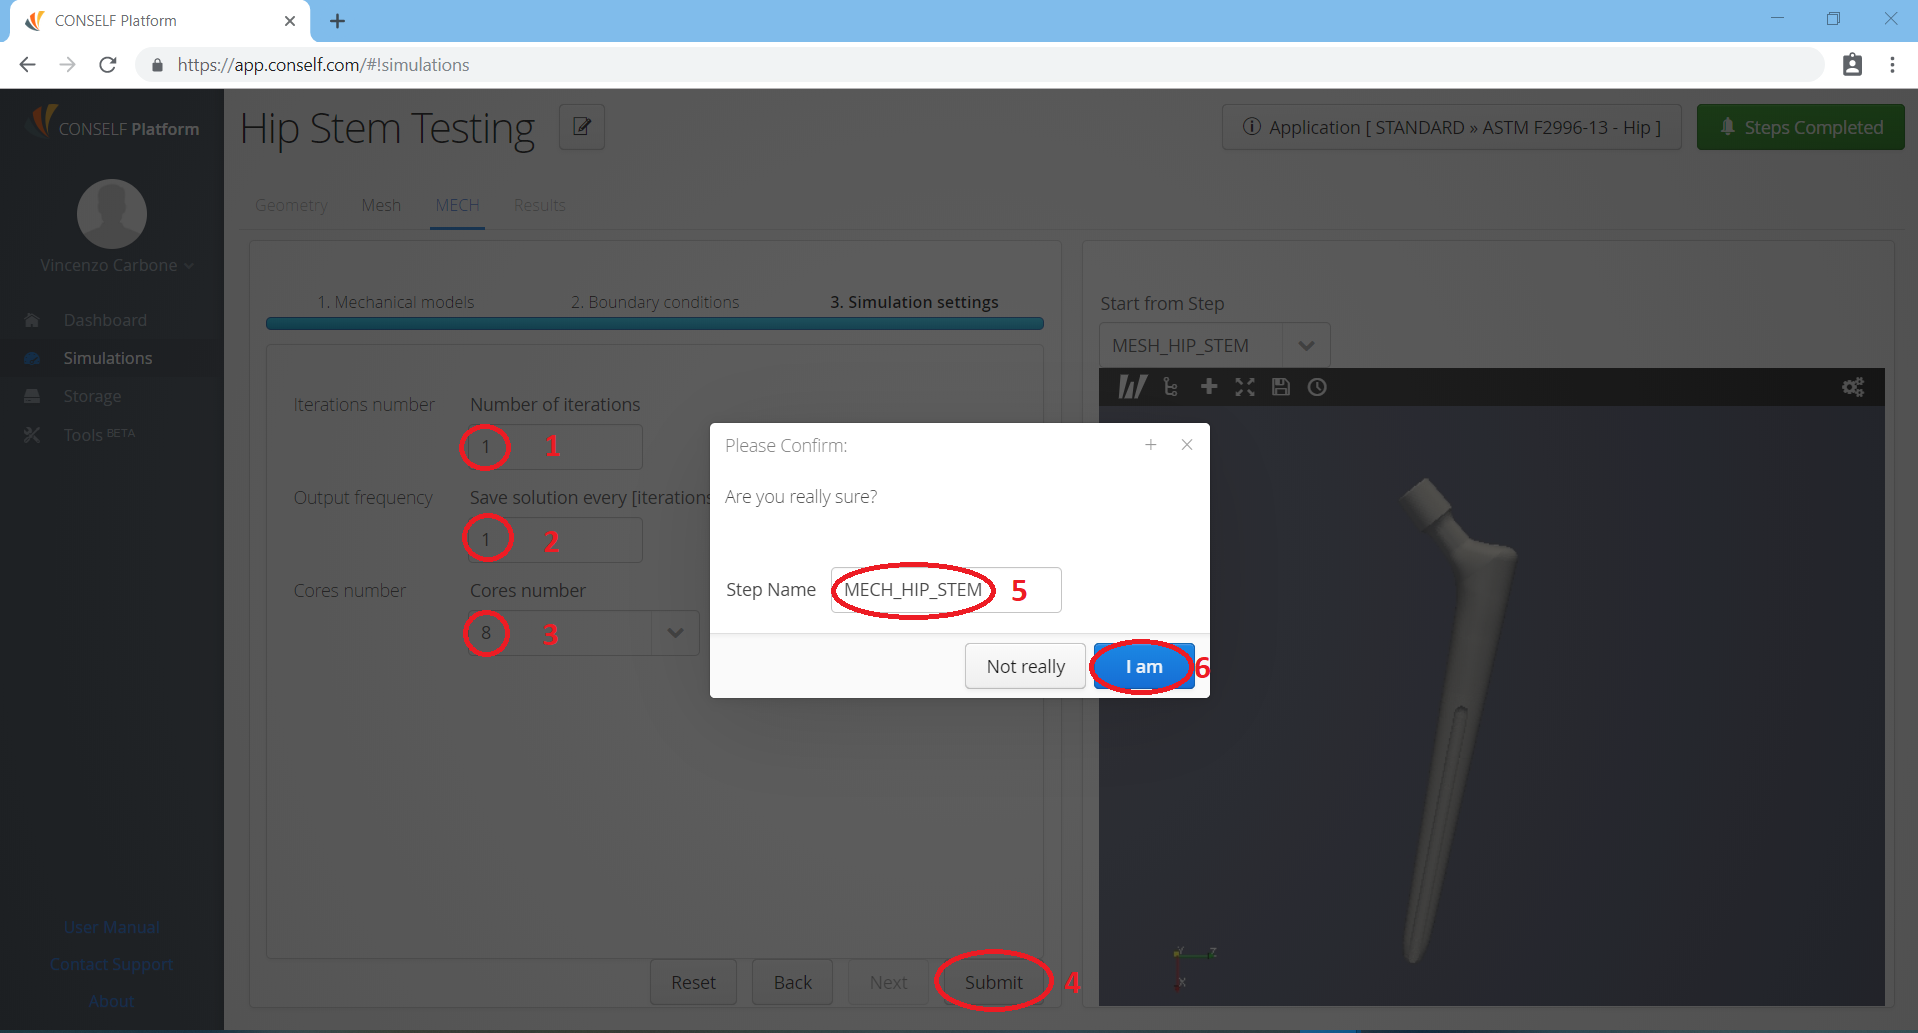 CONSELF Platform
https://app.conself.com/#!simulations
CONSELF Platform
Hip Stem Testing
Application [ STANDARD » ASTM F2996-13 - Hip ]
Steps Completed
Vincenzo Carbone
Dashboard
Simulations
Storage
Tools BETA
User Manual
Contact Support
About
Geometry
Mesh
MECH
Results
1. Mechanical models
2. Boundary conditions
3. Simulation settings
Iterations number
Number of iterations
1
1
Output frequency
Save solution every [iterations
1
2
Cores number
Cores number
8
3
Reset
Back
Next
Submit
4
Please Confirm:
Are you really sure?
Step Name
MECH_HIP_STEM
5
Not really
I am
6
Start from Step
MESH_HIP_STEM
Y
Z
X